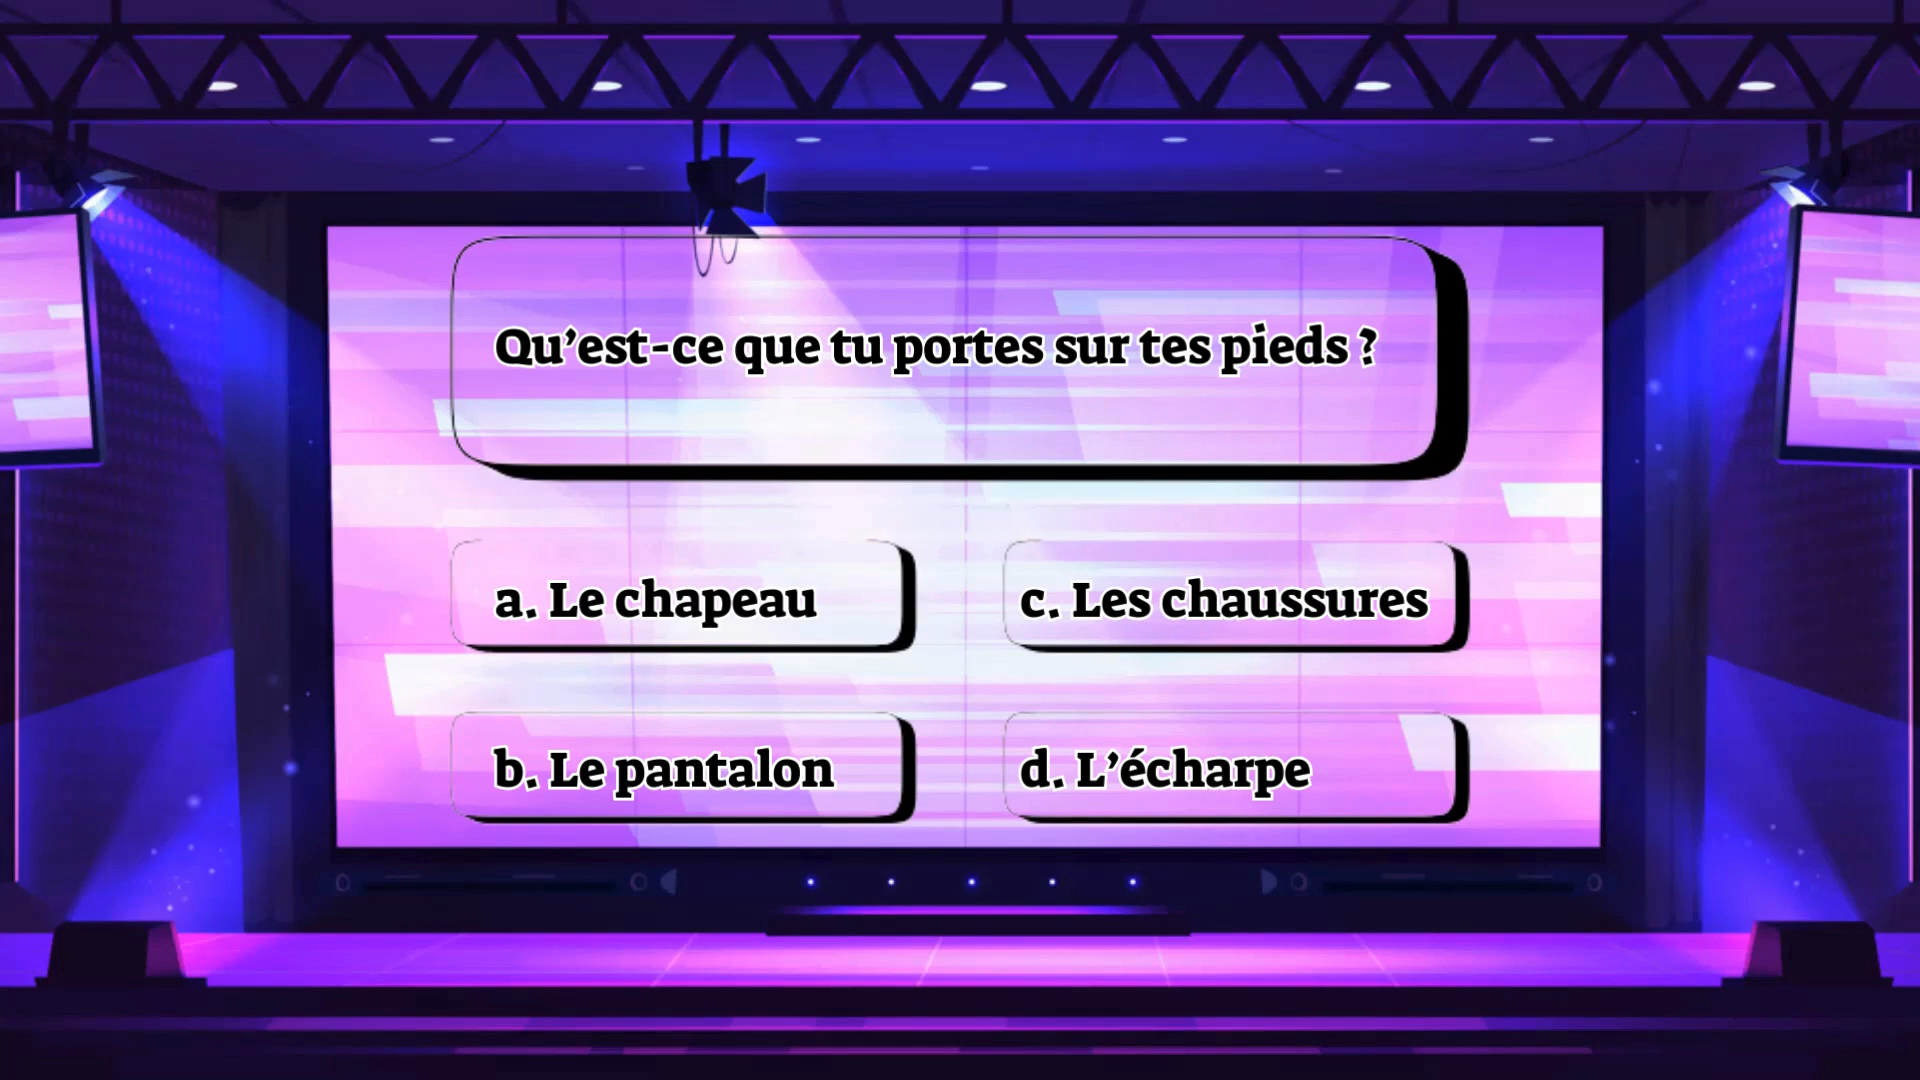 Qu’est-ce que tu portes sur tes pieds ?
a. Le chapeau
b. Le pantalon
c. Les chaussures
d. L’écharpe